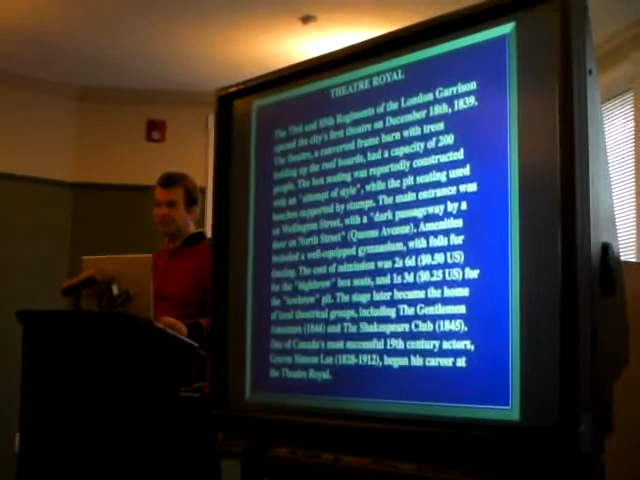 THEATRE ROYAL
The 73rd and 85th Regiments of the London Garrison
opened the city's first theatre on December 18th, 1839.
The theatre, a converted frame barn with trees
holding up the roof boards, had a capacity of 200
people. The box seating was reportedly constructed
with an "attempt of style", while the pit seating used
benches supported by stumps. The main entrance was
on Wellington Street, with a "dark passageway by a
door on North Street" (Queens Avenue). Amenities
included a well-equipped gymnasium, with foils for
fencing. The cost of admission was 2s 6d ($0.50 US)
for the "highbrow" box seats, and 1s 3d ($0.25 US) for
the "lowbrow" pit. The stage later became the home
of local theatrical groups, including The Gentlemen
Amateurs (1844) and The Shakespeare Club (1845).
One of Canada's most successful 19th century actors,
Graves Simcoe Lee (1828-1912), began his career at
the Theatre Royal.